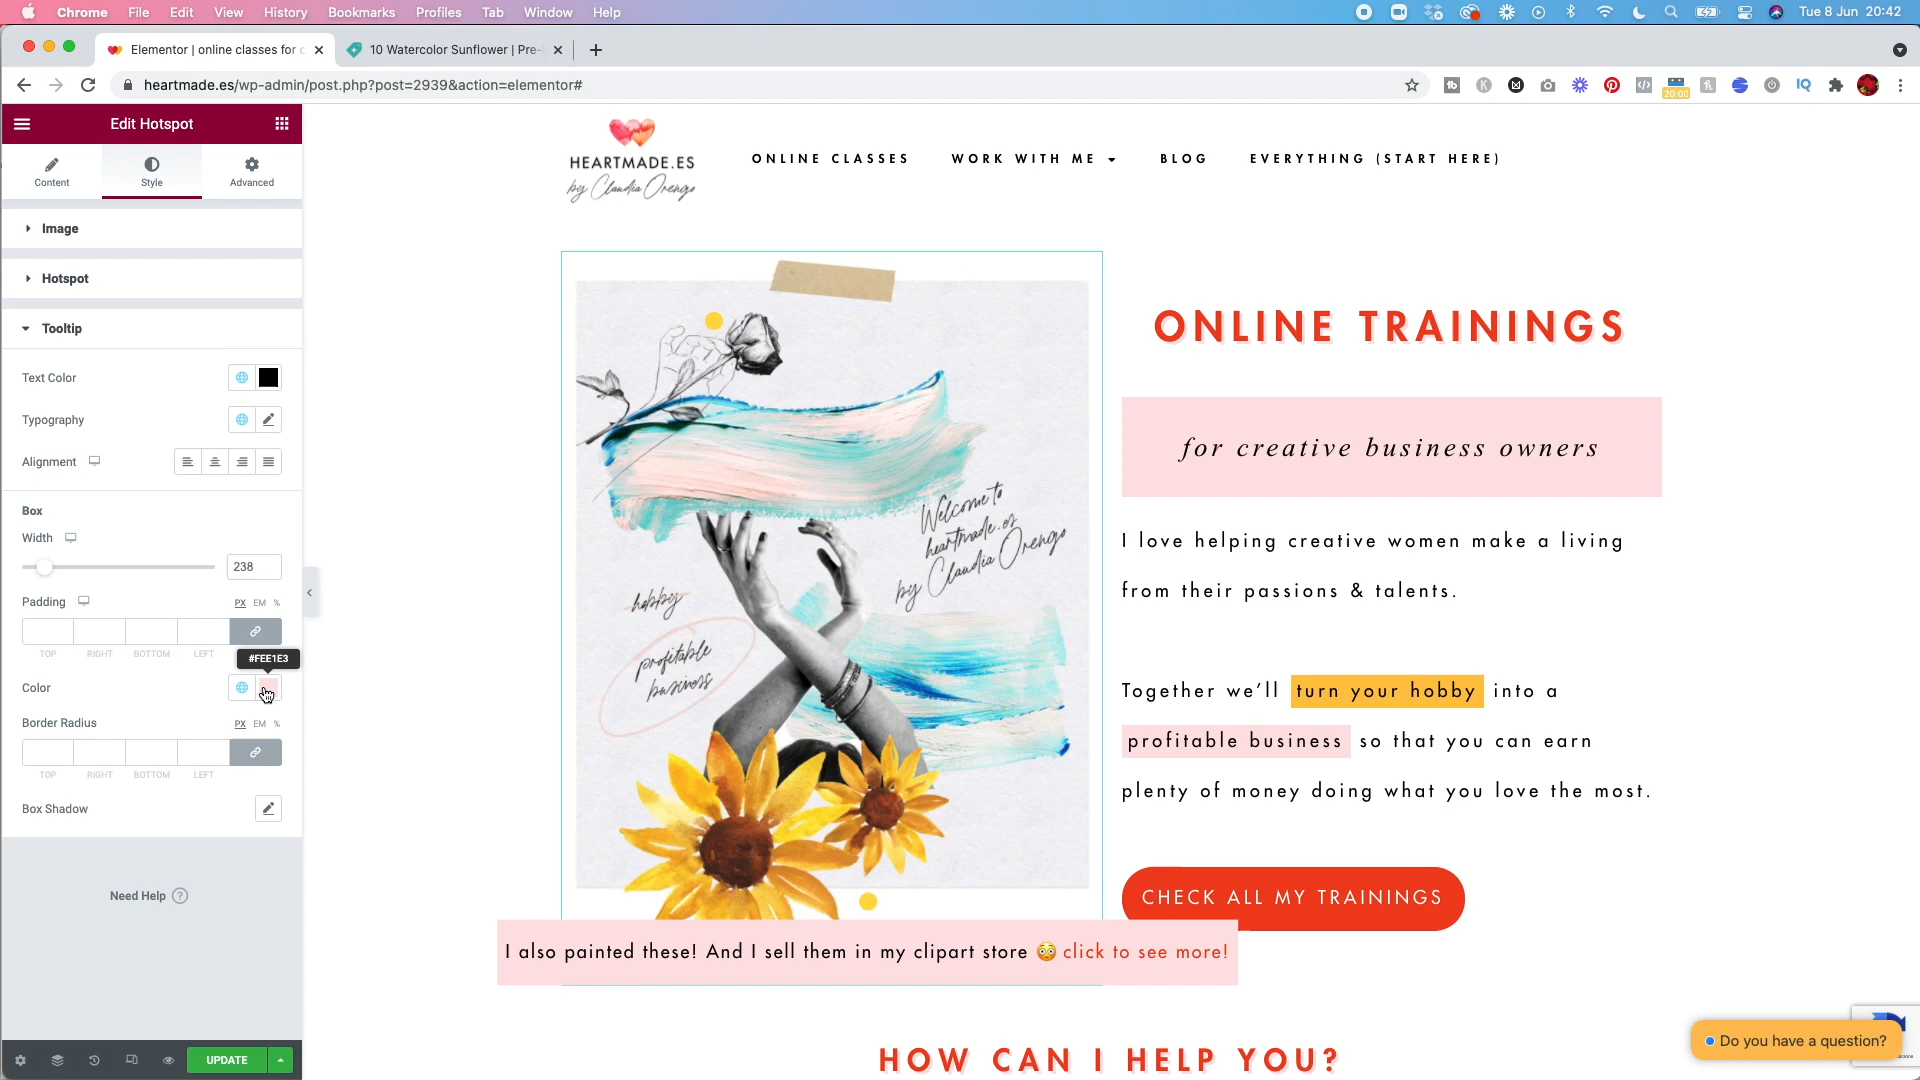 Chrome File Edit View History Bookmarks Profiles Tab Window Help
Tue 8 Jun 20:42
Elementor | online classes for c
10 Watercolor Sunflower | Pre-
heartmade.es/wp-admin/post.php?post=2939&action=elementor#
20:00
IQ
Edit Hotspot
Content
Style
Advanced
Image
Hotspot
Tooltip
Text Color
Typography
Alignment
Box
Width
238
Padding
PX EM %
TOP RIGHT BOTTOM LEFT
#FEE1E3
Color
Border Radius
PX EM %
TOP RIGHT BOTTOM LEFT
Box Shadow
Need Help ?
UPDATE
HEARTMADE.ES
by Claudia Orengo
ONLINE CLASSES WORK WITH ME BLOG EVERYTHING (START HERE)
Welcome to
heartmade.es
by Claudia Orengo
hobby
profitable
business
ONLINE TRAININGS
for creative business owners
I love helping creative women make a living
from their passions & talents.
Together we'll turn your hobby into a
profitable business so that you can earn
plenty of money doing what you love the most.
CHECK ALL MY TRAININGS
I also painted these! And I sell them in my clipart store 😳 click to see more!
HOW CAN I HELP YOU?
Do you have a question?